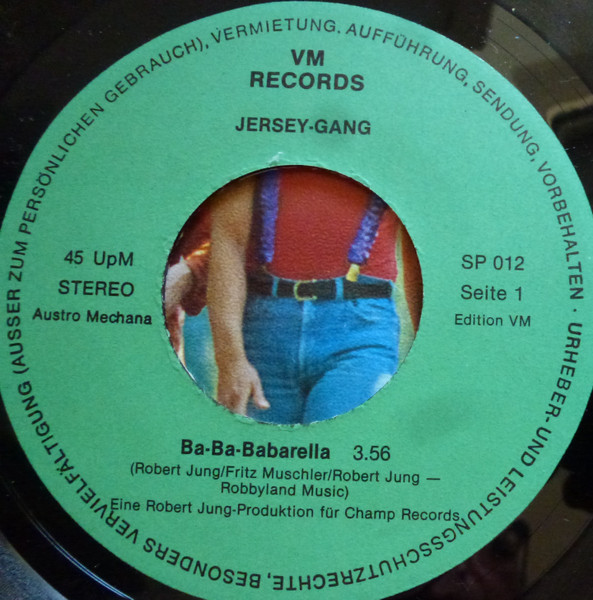 VM
RECORDS
JERSEY-GANG
45 UpM
STEREO
Austro Mechana
SP 012
Seite 1
Edition VM
Ba-Ba-Babarella 3.56
(Robert Jung/Fritz Muschler/Robert Jung —
Robbyland Music)
Eine Robert Jung-Produktion für Champ Records
URHEBER- UND LEISTUNGSSCHUTZRECHTE, BESONDERS VERVIELFÄLTIGUNG (AUSSER ZUM PERSÖNLICHEN GEBRAUCH), VERMIETUNG, AUFFÜHRUNG, SENDUNG, VORBEHALTEN ·